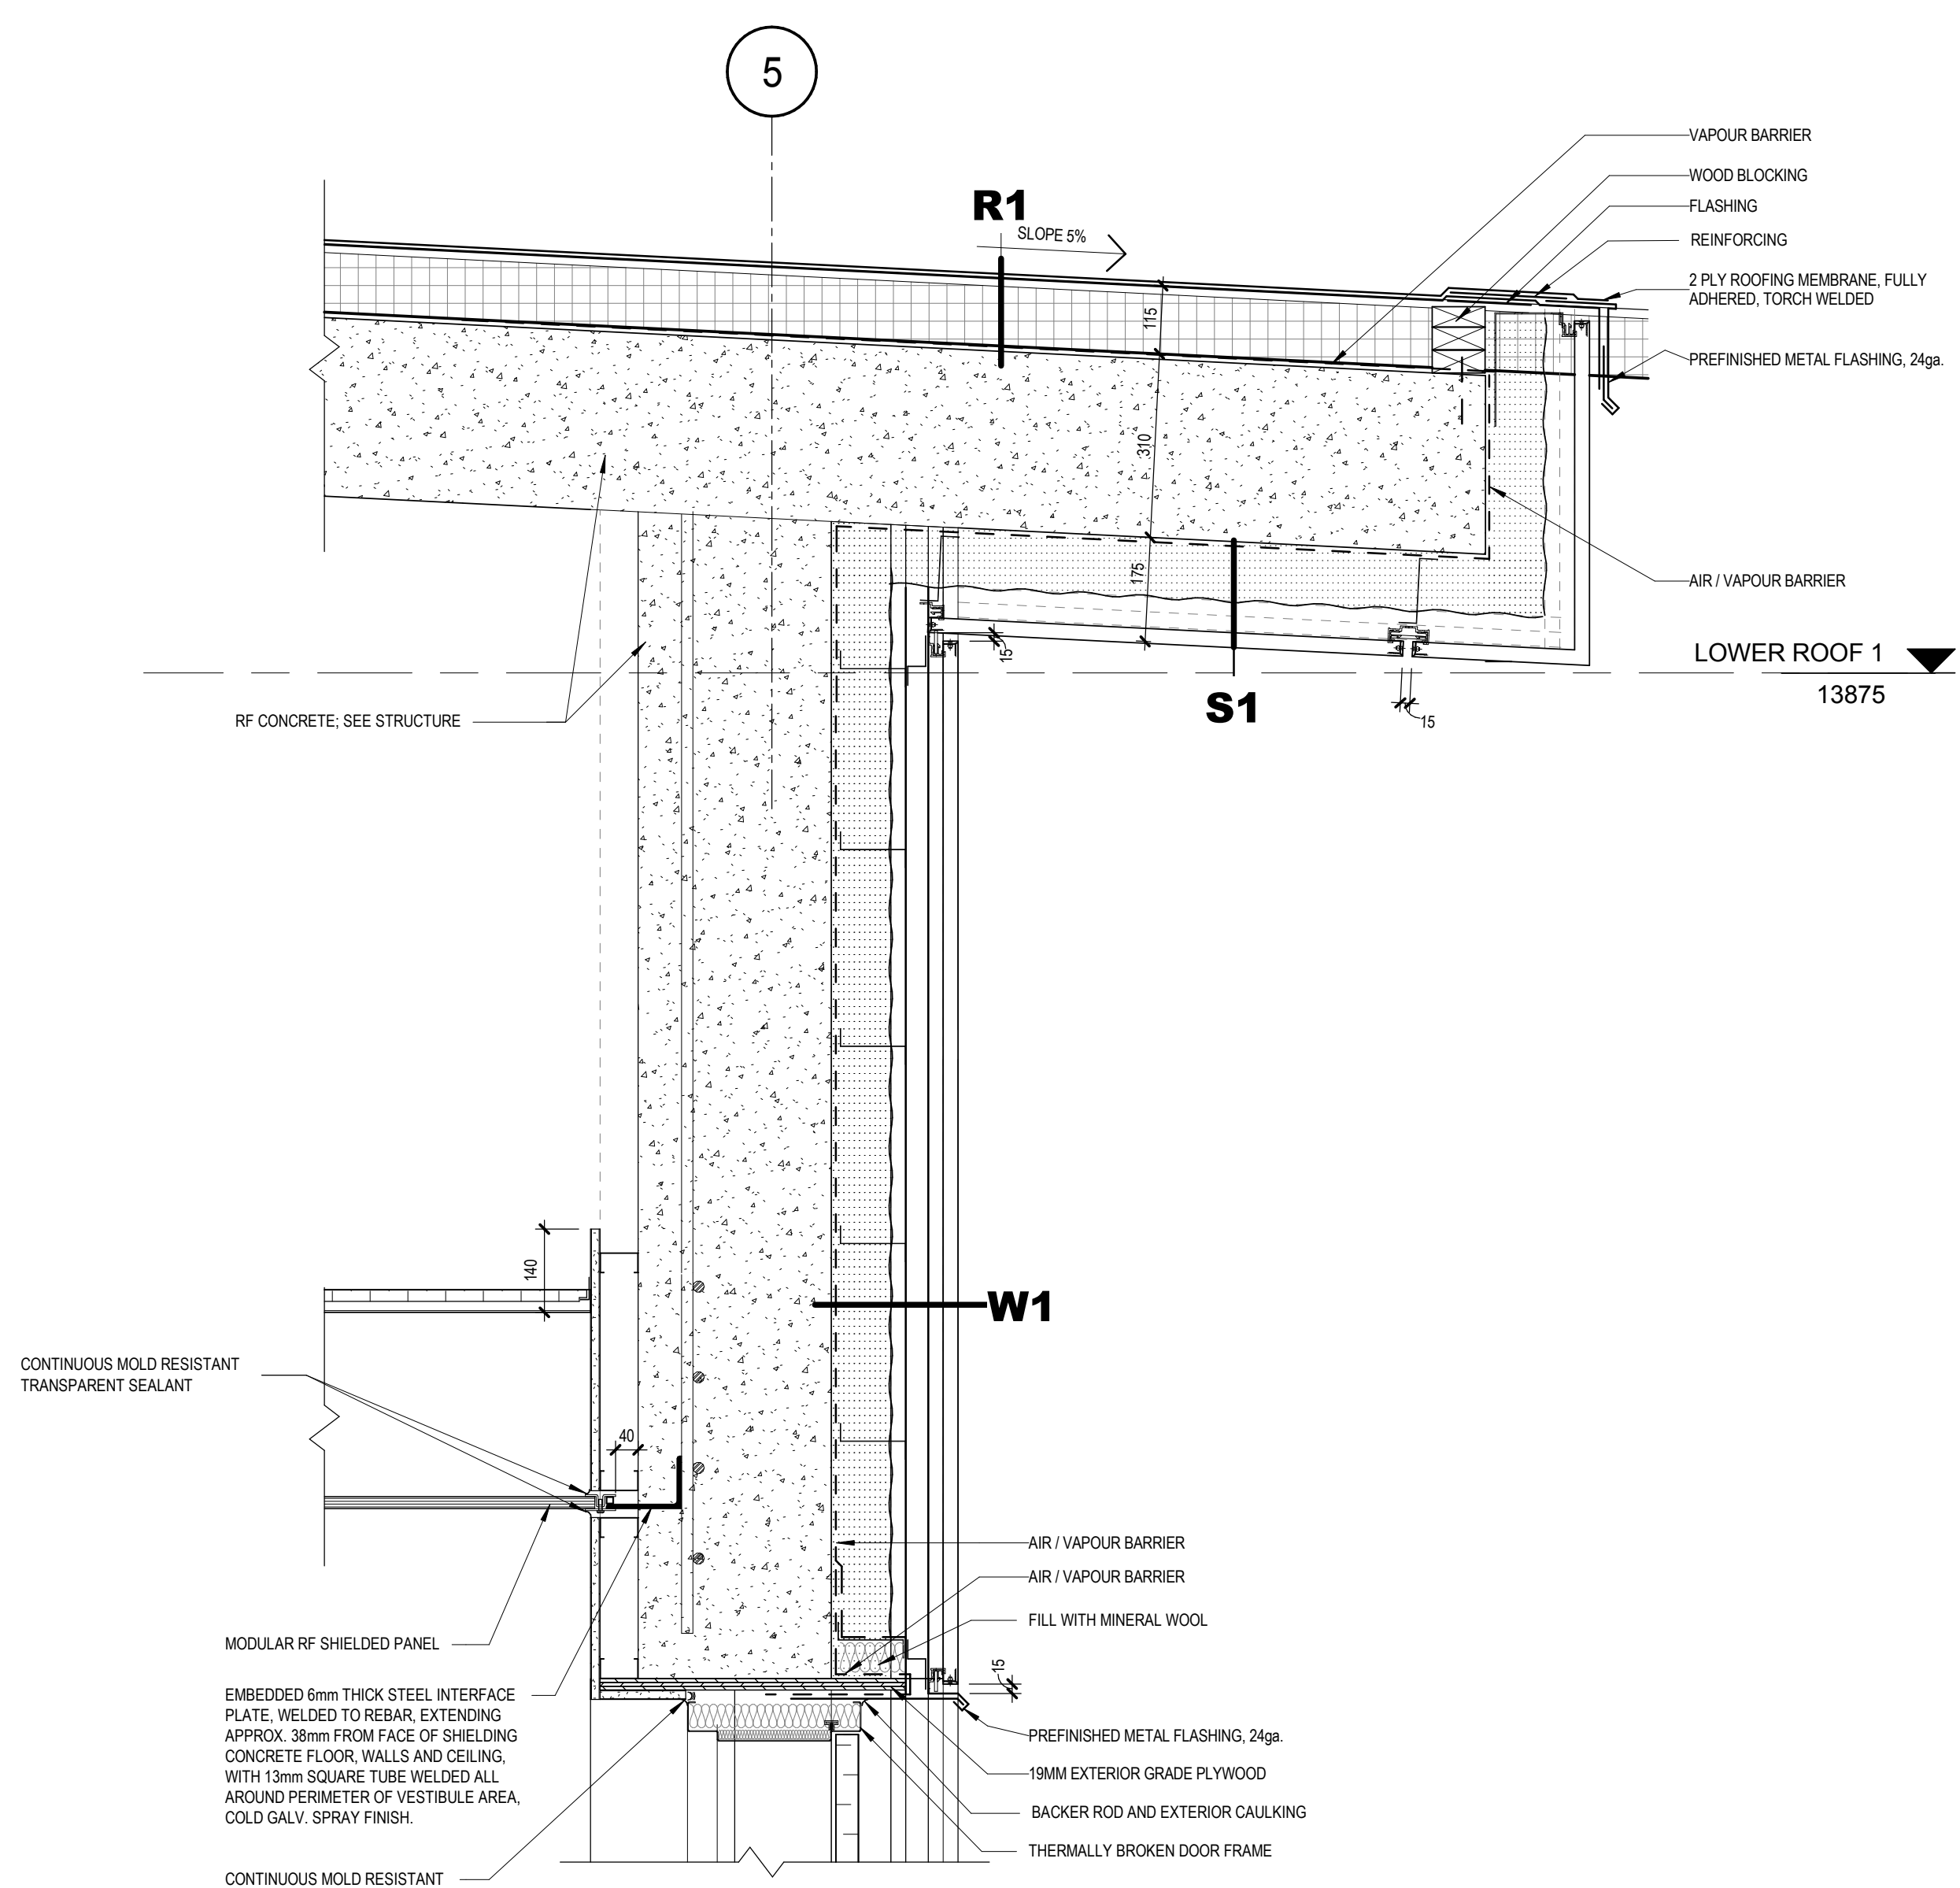 5
R1
SLOPE 5%
VAPOUR BARRIER
WOOD BLOCKING
FLASHING
REINFORCING
2 PLY ROOFING MEMBRANE, FULLY
ADHERED, TORCH WELDED
115
PREFINISHED METAL FLASHING, 24ga.
310
175
AIR / VAPOUR BARRIER
15
LOWER ROOF 1
13875
S1
15
RF CONCRETE; SEE STRUCTURE
140
W1
CONTINUOUS MOLD RESISTANT
TRANSPARENT SEALANT
40
AIR / VAPOUR BARRIER
AIR / VAPOUR BARRIER
FILL WITH MINERAL WOOL
MODULAR RF SHIELDED PANEL
15
EMBEDDED 6mm THICK STEEL INTERFACE
PLATE, WELDED TO REBAR, EXTENDING
APPROX. 38mm FROM FACE OF SHIELDING
CONCRETE FLOOR, WALLS AND CEILING,
WITH 13mm SQUARE TUBE WELDED ALL
AROUND PERIMETER OF VESTIBULE AREA,
COLD GALV. SPRAY FINISH.
PREFINISHED METAL FLASHING, 24ga.
19MM EXTERIOR GRADE PLYWOOD
BACKER ROD AND EXTERIOR CAULKING
THERMALLY BROKEN DOOR FRAME
CONTINUOUS MOLD RESISTANT